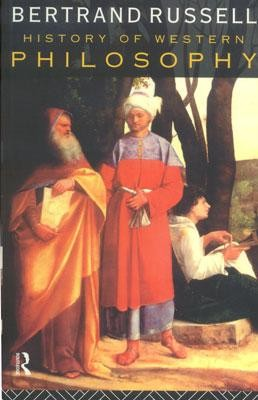 BERTRAND RUSSELL
HISTORY OF WESTERN
PHILOSOPHY
R